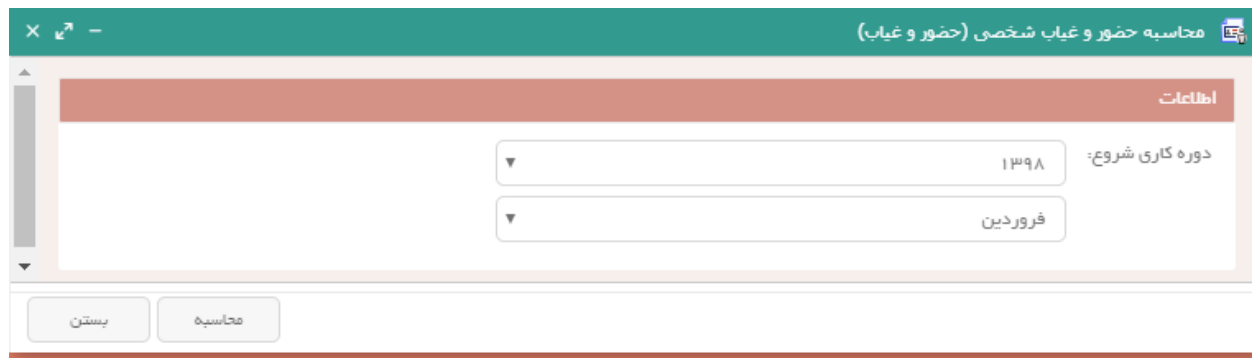 محاسبه حضور و غیاب شخصی (حضور و غیاب)
اطلاعات
دوره کاری شروع:
۱۳۹۸
فروردین
محاسبه
بستن